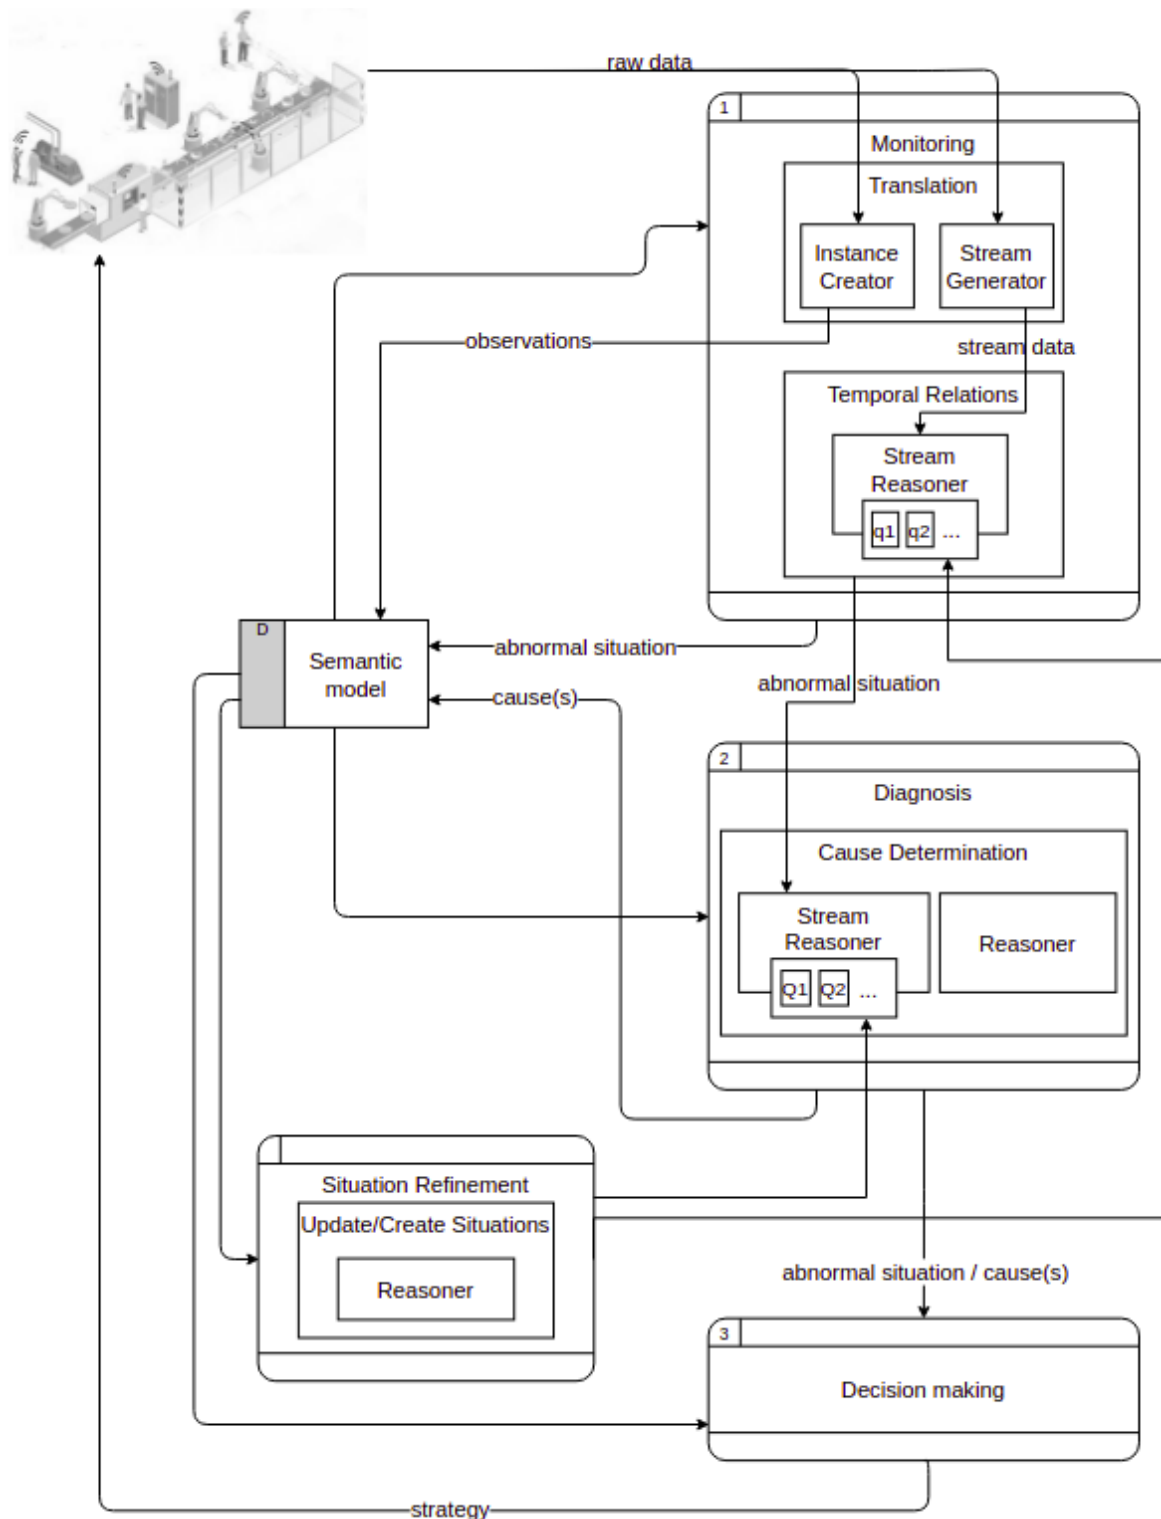 raw data
1
Monitoring
Translation
Instance
Creator
Stream
Generator
observations
stream data
Temporal Relations
Stream
Reasoner
q1 q2 ...
D
Semantic
model
abnormal situation
cause(s)
abnormal situation
2
Diagnosis
Cause Determination
Stream
Reasoner
Q1 Q2 ...
Reasoner
Situation Refinement
Update/Create Situations
Reasoner
abnormal situation / cause(s)
3
Decision making
strategy